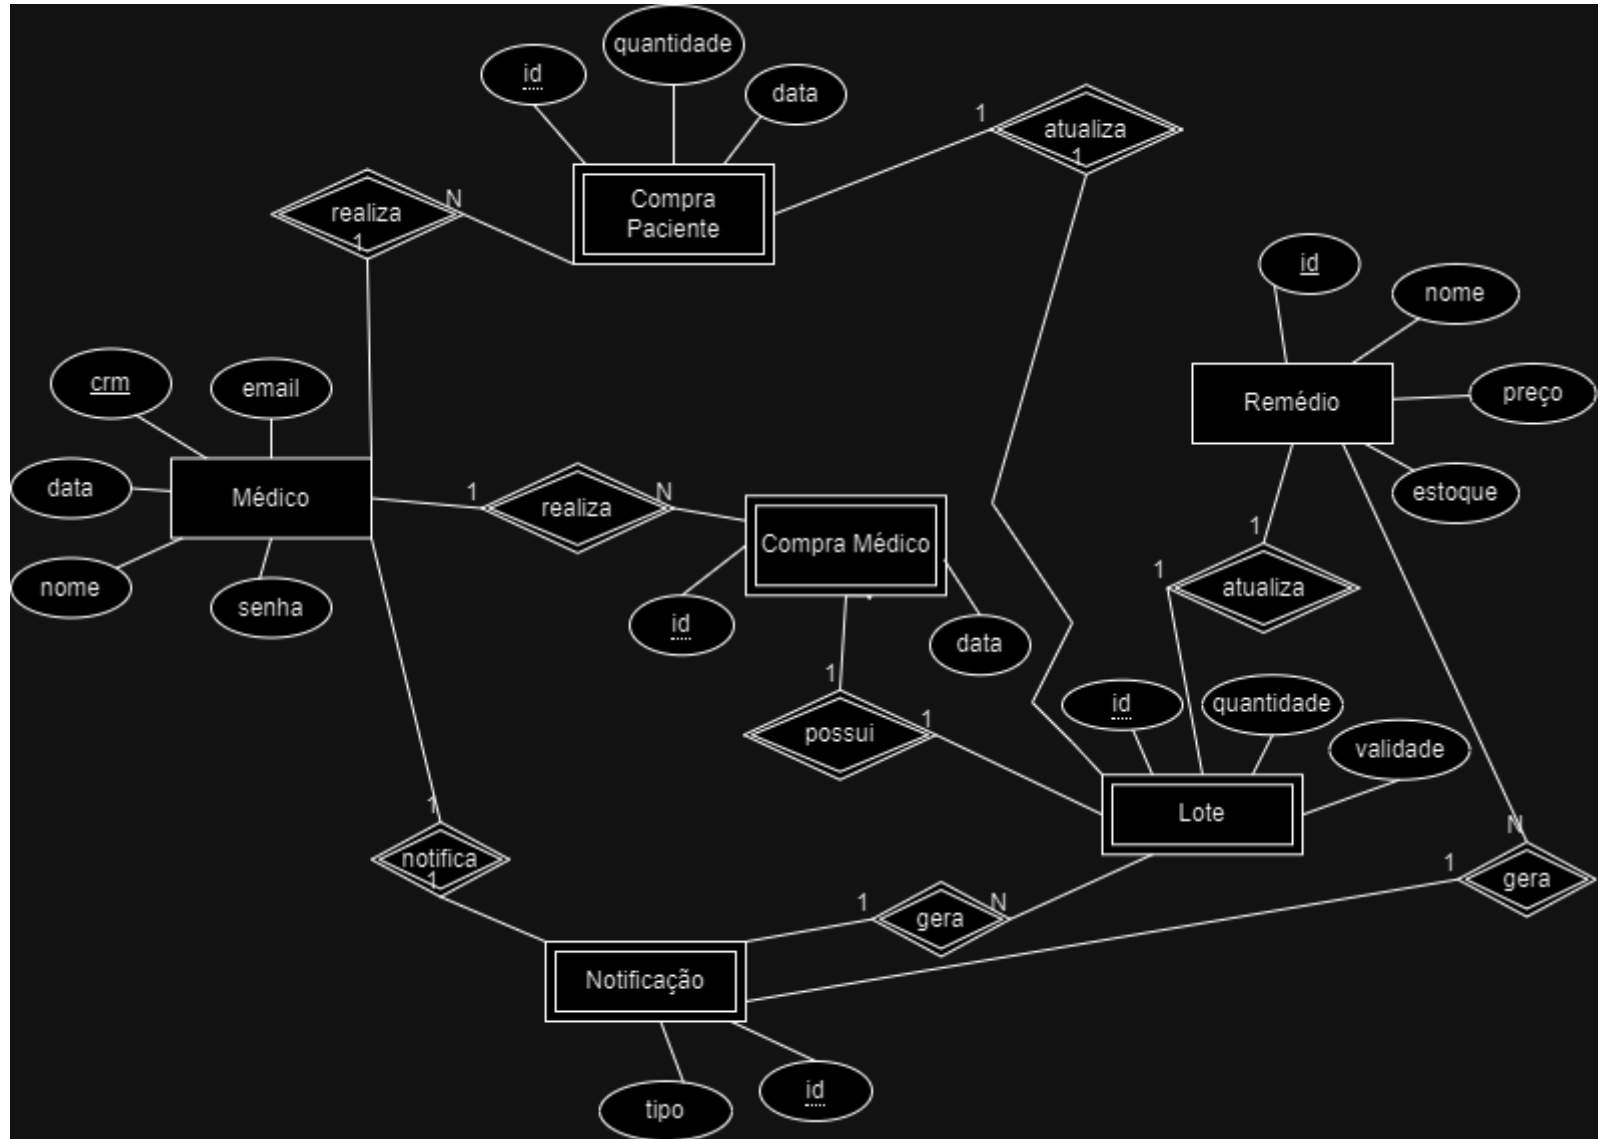 quantidade
id
data
1
atualiza
1
Compra
Paciente
N
realiza
1
id
nome
Remédio
preço
estoque
crm
email
data
Médico
nome
senha
1
realiza
N
Compra Médico
id
data
1
atualiza
1
1
possui
1
id
quantidade
validade
Lote
1
notifica
1
N
1
gera
1
gera
N
Notificação
tipo
id